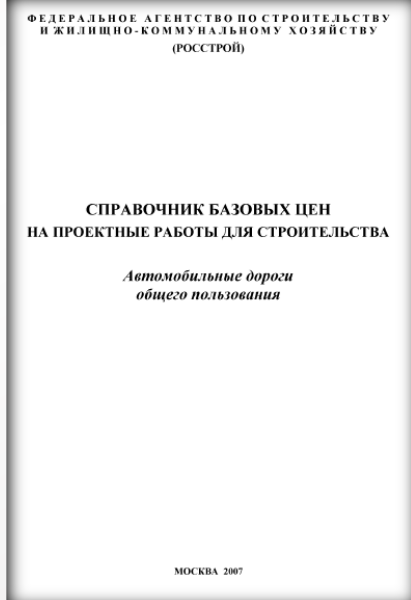 ФЕДЕРАЛЬНОЕ АГЕНТСТВО ПО СТРОИТЕЛЬСТВУ
И ЖИЛИЩНО-КОММУНАЛЬНОМУ ХОЗЯЙСТВУ
(РОССТРОЙ)
СПРАВОЧНИК БАЗОВЫХ ЦЕН
НА ПРОЕКТНЫЕ РАБОТЫ ДЛЯ СТРОИТЕЛЬСТВА
Автомобильные дороги
общего пользования
МОСКВА 2007